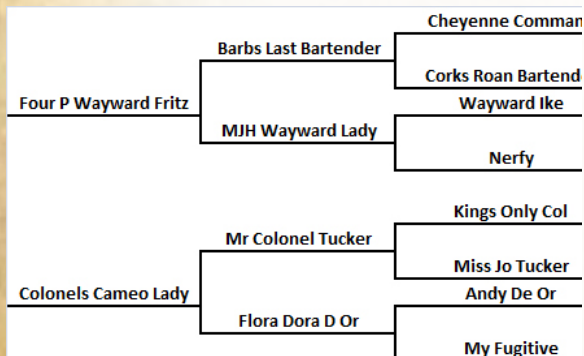 Cheyenne Comman
Barbs Last Bartender
Corks Roan Bartend
Four P Wayward Fritz
Wayward Ike
MJH Wayward Lady
Nerfy
Kings Only Col
Mr Colonel Tucker
Miss Jo Tucker
Colonels Cameo Lady
Andy De Or
Flora Dora D Or
My Fugitive